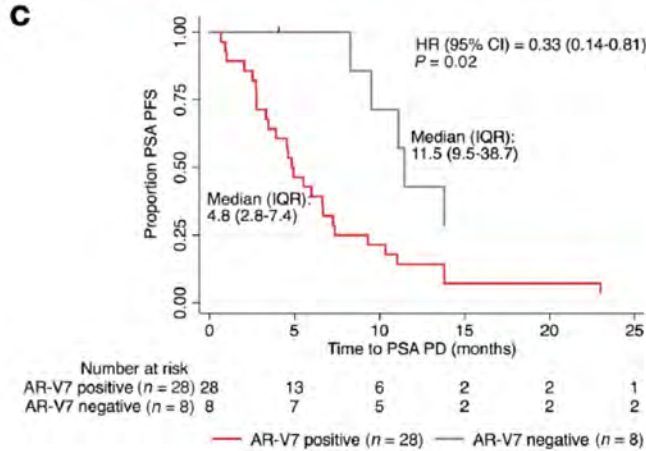 C
1.00
HR (95% CI) = 0.33 (0.14-0.81)
P = 0.02
0.75
Median (IQR):
11.5 (9.5-38.7)
Proportion PSA PFS
0.50
Median (IQR):
4.8 (2.8-7.4)
0.25
0.00
0 5 10 15 20 25
Time to PSA PD (months)
Number at risk
AR-V7 positive (n = 28) 28 13 6 2 2 1
AR-V7 negative (n = 8) 8 7 5 2 2 2
AR-V7 positive (n = 28) AR-V7 negative (n = 8)